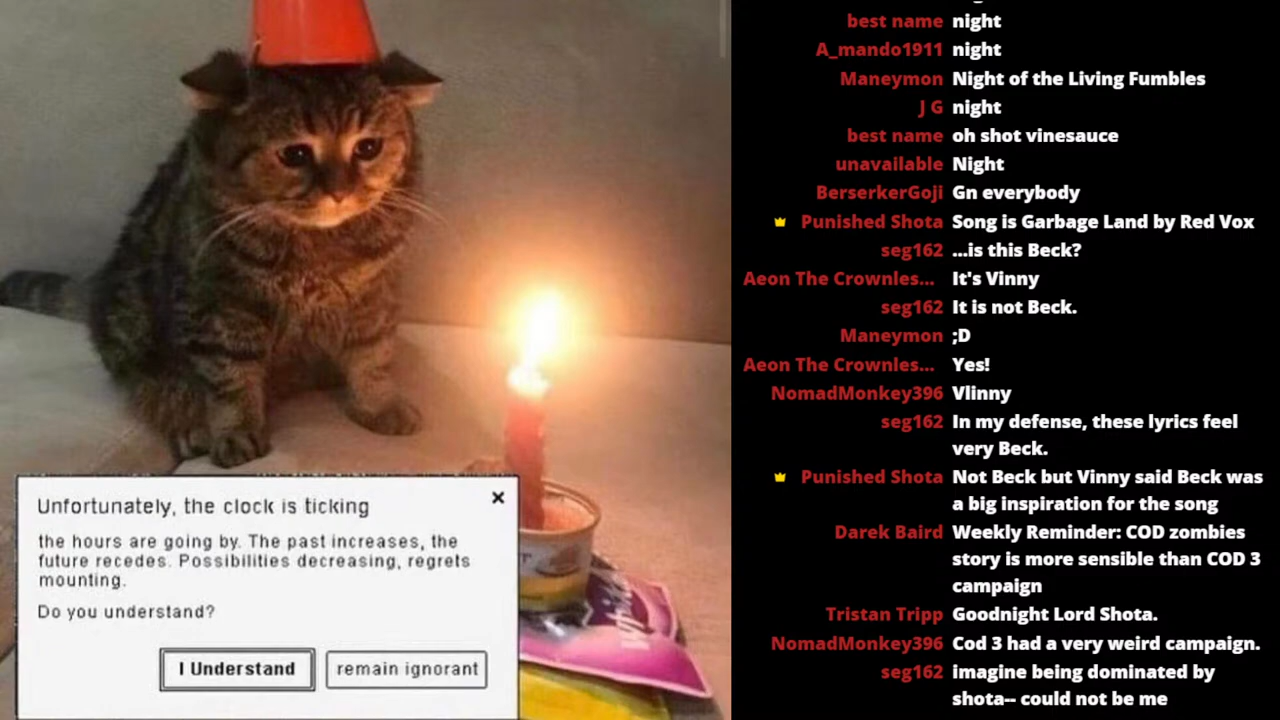 Unfortunately, the clock is ticking
the hours are going by. The past increases, the
future recedes. Possibilities decreasing, regrets
mounting.
Do you understand?
I Understand
remain ignorant
best name night
A_mando1911 night
Maneymon Night of the Living Fumbles
J G night
best name oh shot vinesauce
unavailable Night
BerserkerGoji Gn everybody
Punished Shota Song is Garbage Land by Red Vox
seg162 ...is this Beck?
Aeon The Crownles... It's Vinny
seg162 It is not Beck.
Maneymon ;D
Aeon The Crownles... Yes!
NomadMonkey396 Vlinny
seg162 In my defense, these lyrics feel
very Beck.
Punished Shota Not Beck but Vinny said Beck was
a big inspiration for the song
Darek Baird Weekly Reminder: COD zombies
story is more sensible than COD 3
campaign
Tristan Tripp Goodnight Lord Shota.
NomadMonkey396 Cod 3 had a very weird campaign.
seg162 imagine being dominated by
shota-- could not be me